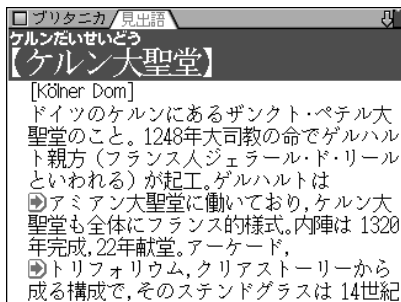 ブリタニカ/見出語
ケルンだいせいどう
【ケルン大聖堂】
[Kölner Dom]
ドイツのケルンにあるザンクト・ペテル大
聖堂のこと。1248年大司教の命でゲルハル
ト親方（フランス人ジェラール・ド・リール
といわれる）が起工。ゲルハルトは
アミアン大聖堂に働いており,ケルン大
聖堂も全体にフランス的様式。内陣は 1320
年完成,22年献堂。アーケード,
トリフォリウム,クリアストーリーから
成る構成で,そのステンドグラスは 14世紀